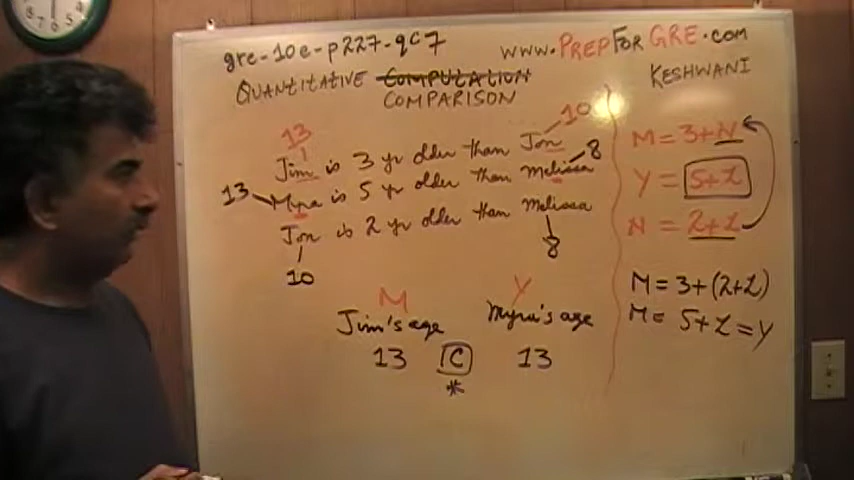 gre-10e-p227-qc7
www.PREPFORGRE.com
QUANTITATIVE COMPUTATION
COMPARISON
KESHWANI
13
10
Jim is 3 yr older than Jon
8
13 Myra is 5 yr older than Melissa
Jon is 2 yr older than Melissa
10
8
M
Y
Jim's age
Myra's age
13
C
13
*
M = 3+N
Y = 5+L
N = 2+L
M = 3+(2+L)
M = 5+L = Y